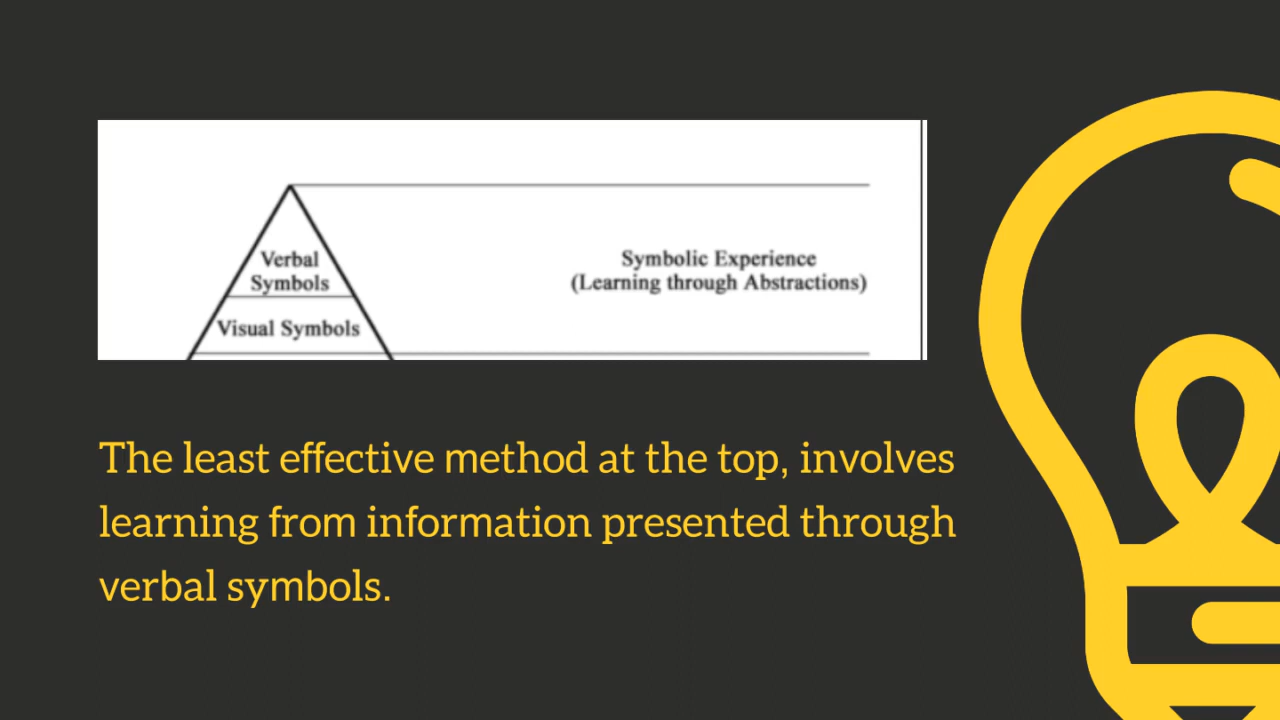 Verbal
Symbols
Symbolic Experience
(Learning through Abstractions)
Visual Symbols
The least effective method at the top, involves
learning from information presented through
verbal symbols.